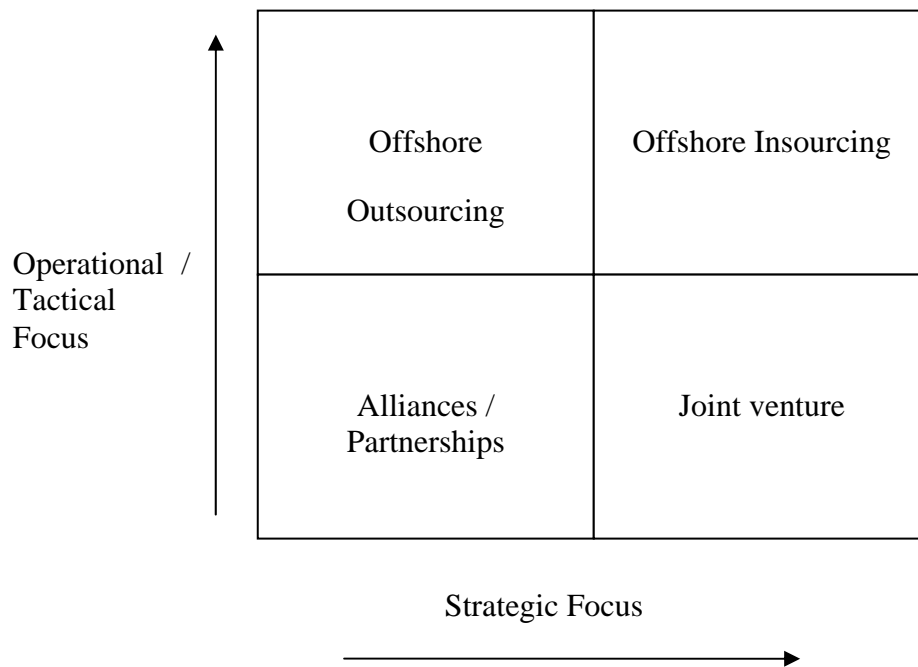 Offshore
Outsourcing
Offshore Insourcing
Operational /
Tactical
Focus
Alliances /
Partnerships
Joint venture
Strategic Focus